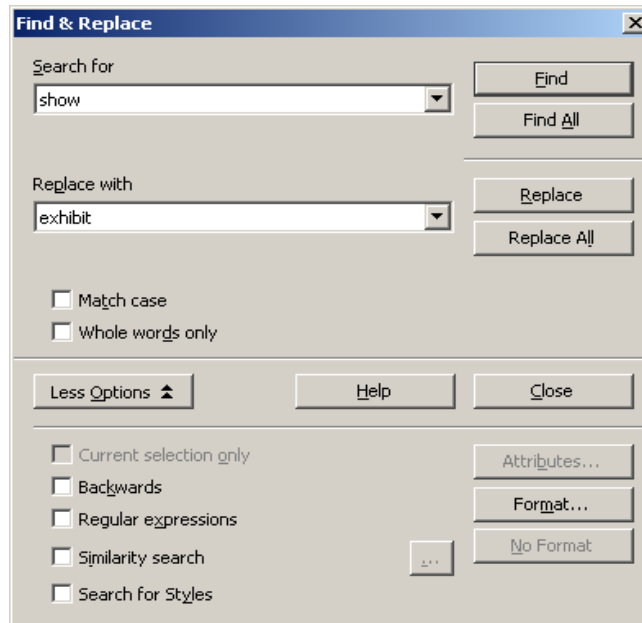 Find & Replace
Search for
Find
show
Find All
Replace with
Replace
exhibit
Replace All
Match case
Whole words only
Less Options
Help
Close
Current selection only
Attributes...
Backwards
Format...
Regular expressions
No Format
Similarity search
...
Search for Styles